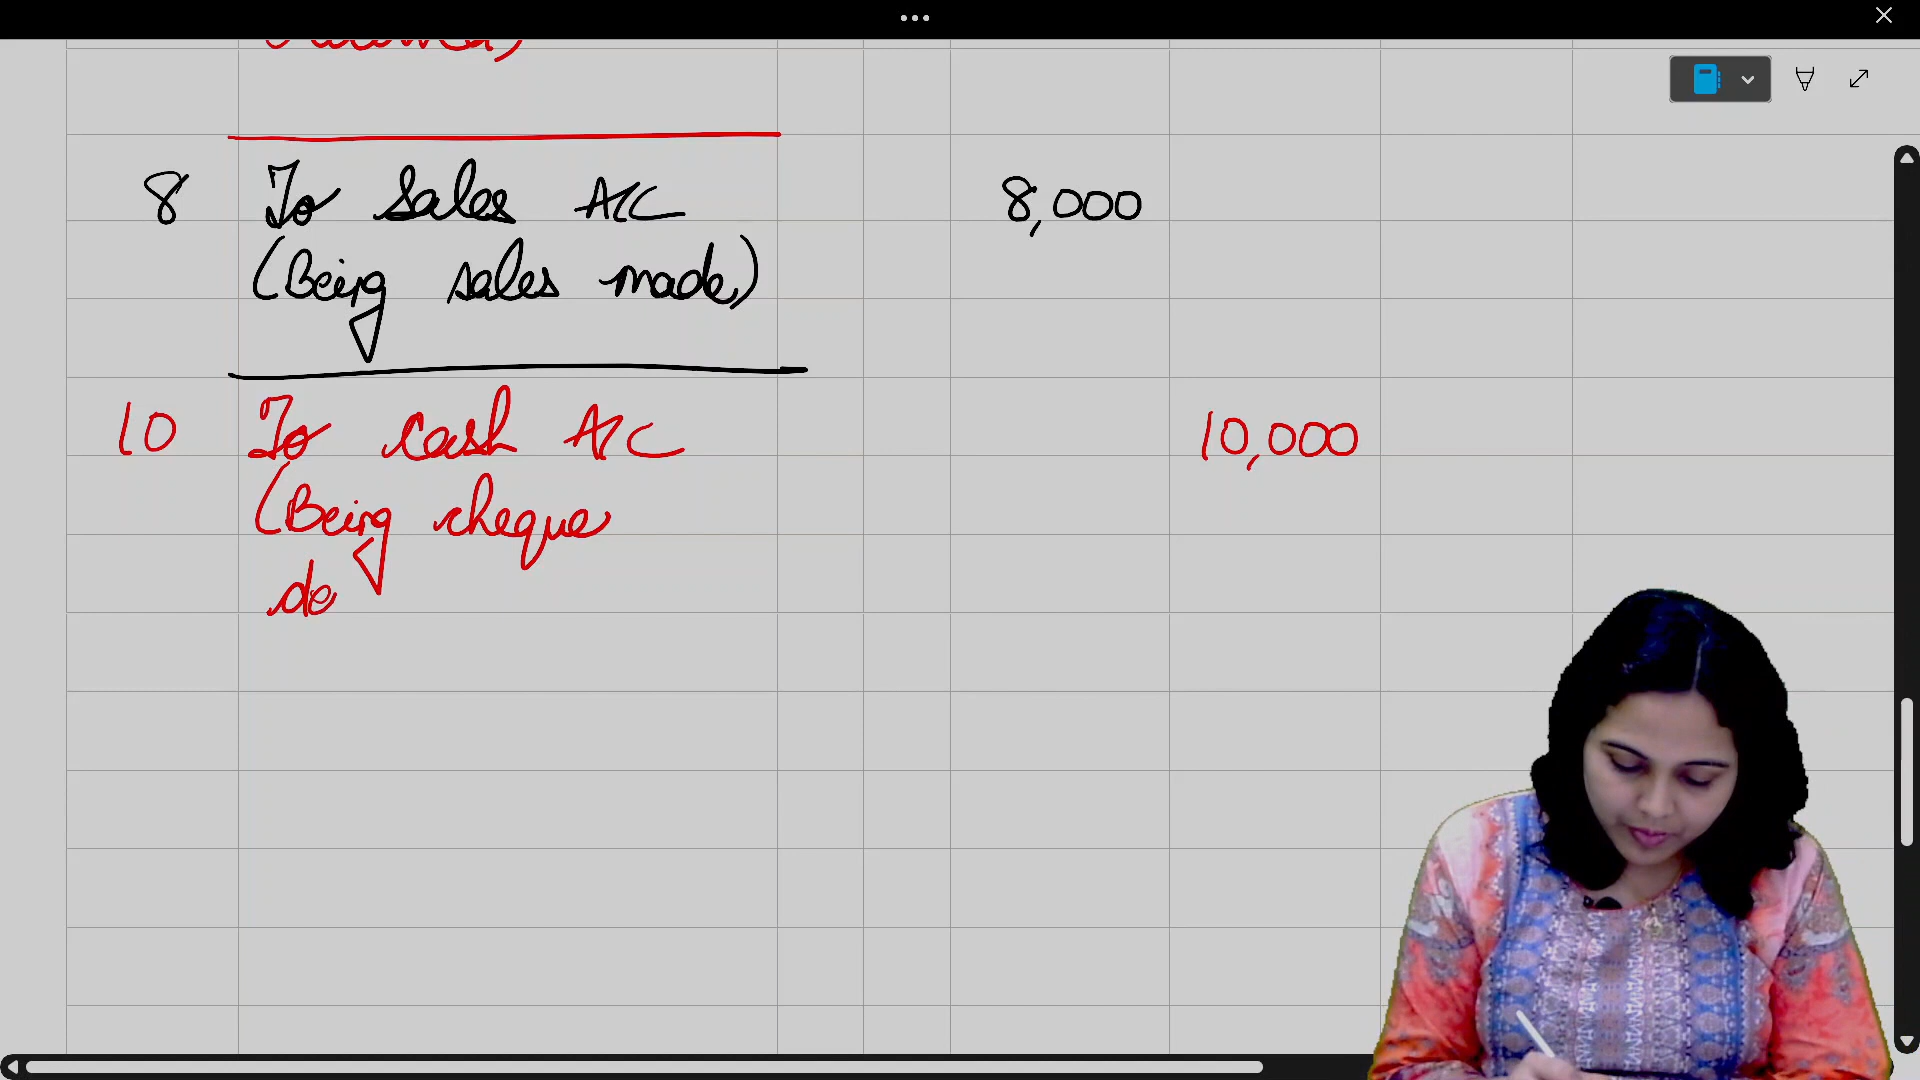 8 To Sales A/C 8,000
(Being sales made)
10 To cash A/C 10,000
(Being cheque
de